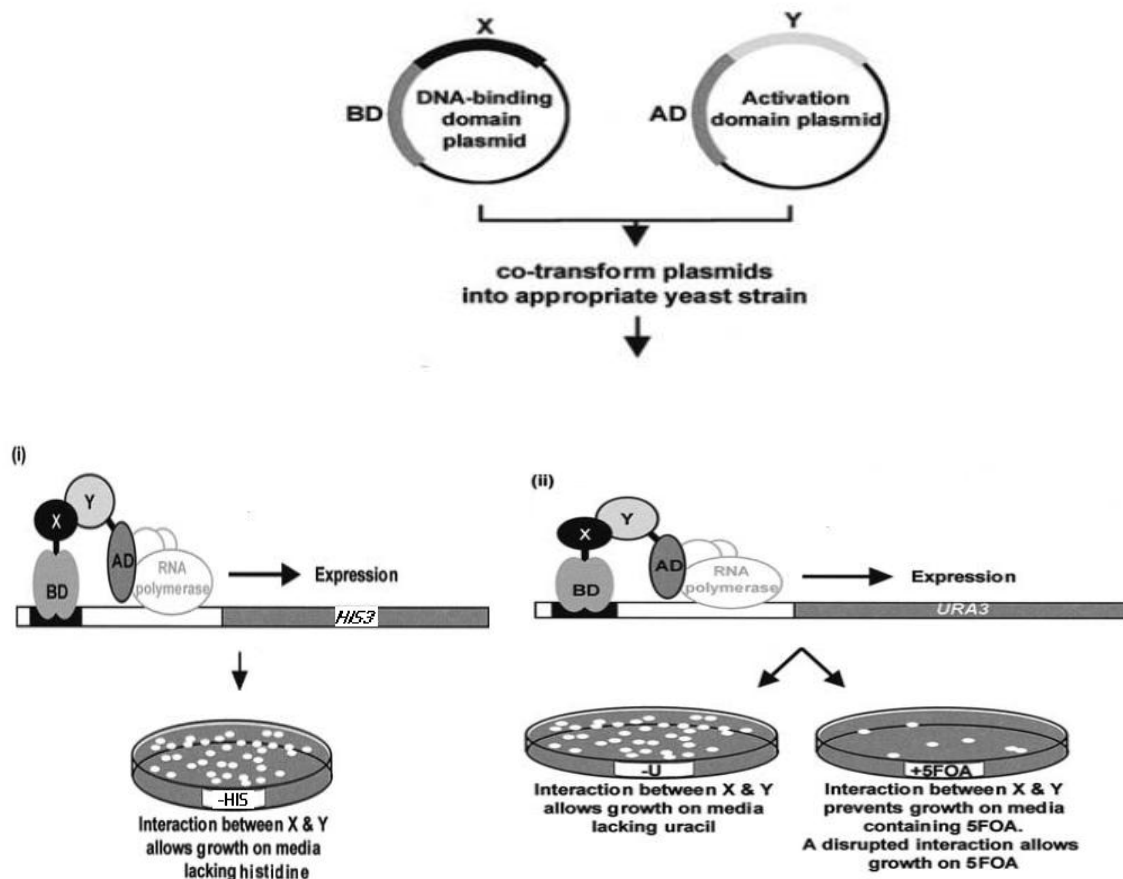 X
Y
BD
DNA-binding
domain
plasmid
AD
Activation
domain plasmid
co-transform plasmids
into appropriate yeast strain
(i)
Y
X
AD
BD
RNA
polymerase
Expression
HIS3
-HIS
Interaction between X & Y
allows growth on media
lacking histidine
(ii)
Y
X
AD
BD
RNA
polymerase
Expression
URA3
-U
Interaction between X & Y
allows growth on media
lacking uracil
+5FOA
Interaction between X & Y
prevents growth on media
containing 5FOA.
A disrupted interaction allows
growth on 5FOA